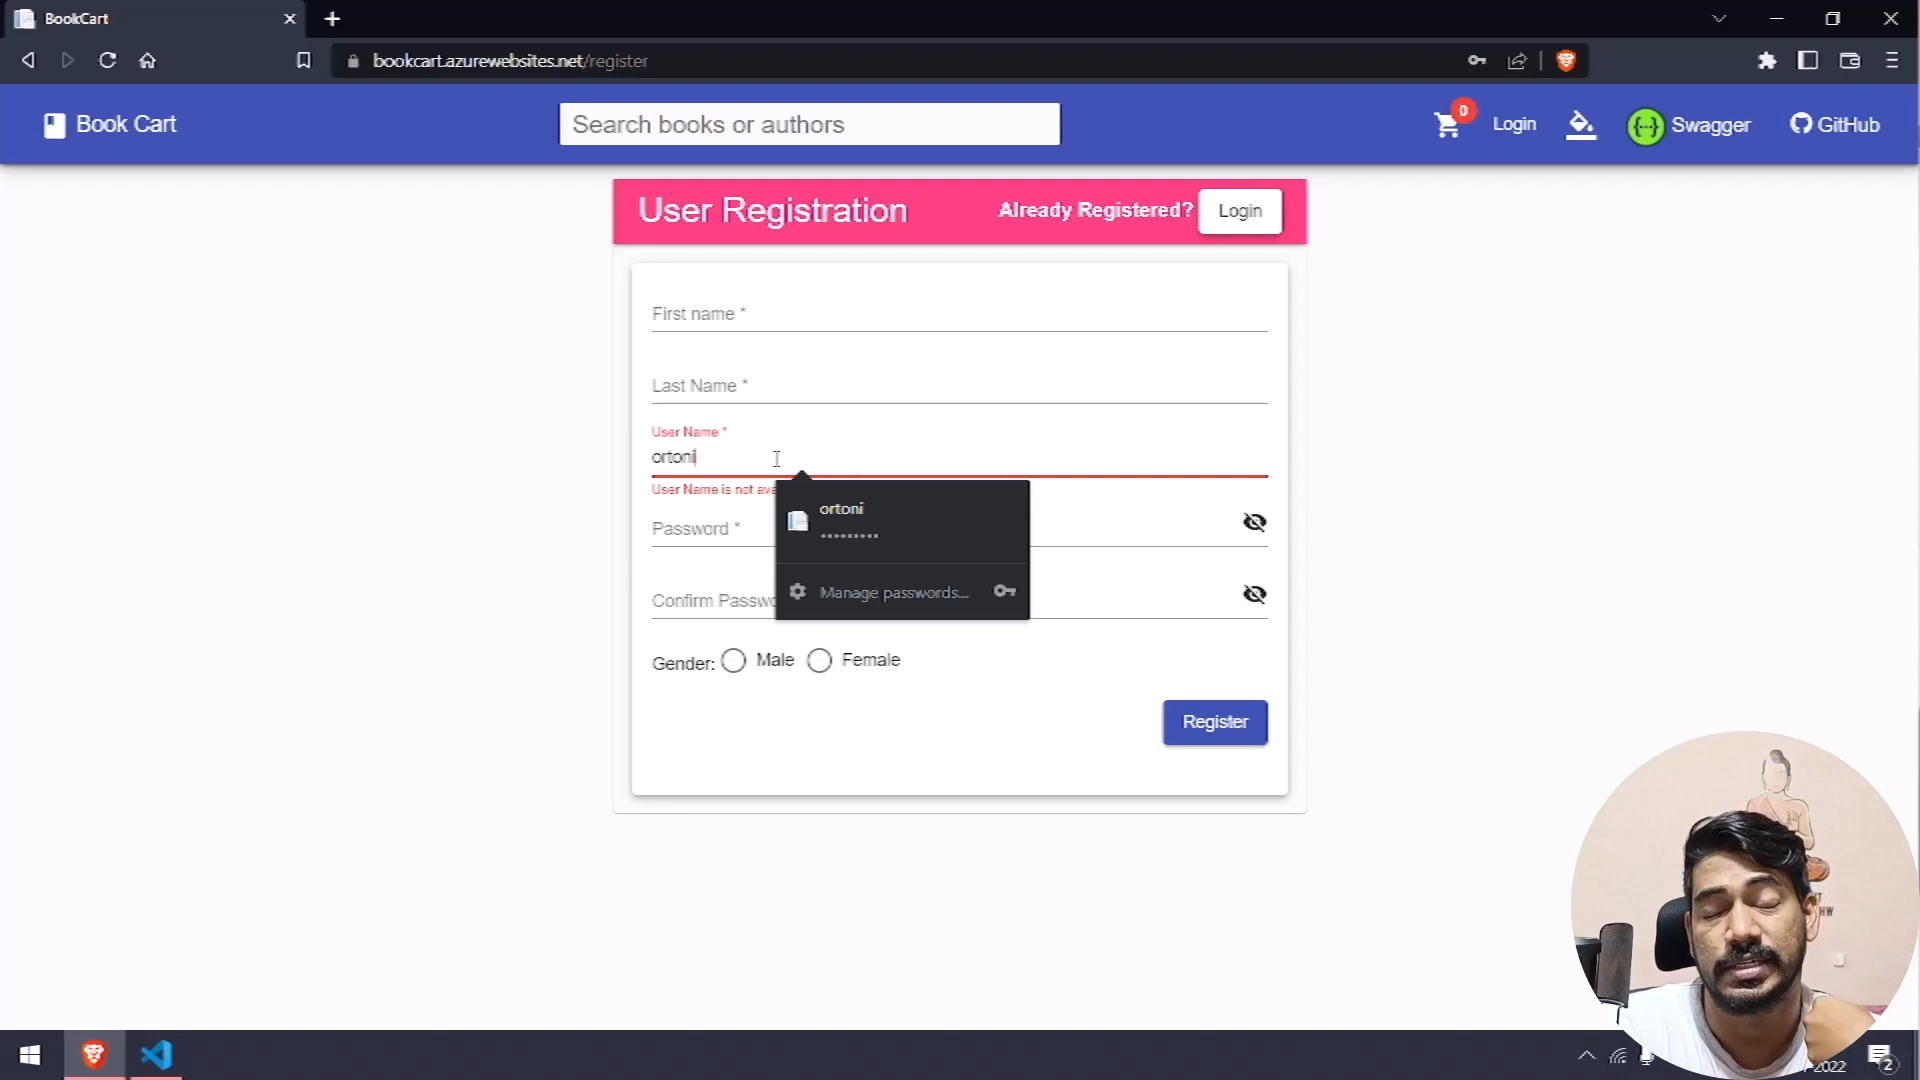 BookCart
bookcart.azurewebsites.net/register
Book Cart
Search books or authors
0
Login
Swagger
GitHub
User Registration
Already Registered?
Login
First name *
Last Name *
User Name *
ortoni
User Name is not
ortoni
Password *
Manage passwords...
Confirm
Gender:
Male
Female
Register
2022
2